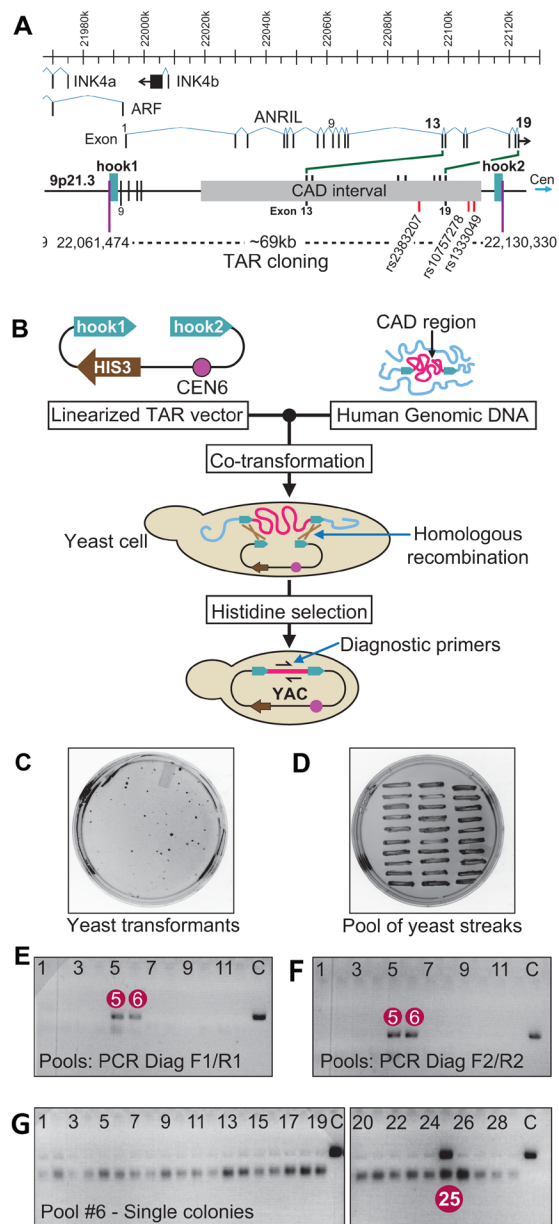 A
21980k 22000k 22020k 22040k 22060k 22080k 22100k 22120k
INK4a INK4b
ARF
ANRIL
Exon 1 9 13 19
hook1 hook2
9p21.3 CAD interval Cen
9 Exon 13 19
9 22,061,474 ~69kb 22,130,330
TAR cloning
rs2383207
rs10757278
rs1333049
B
hook1 hook2
HIS3
CEN6
CAD region
Linearized TAR vector Human Genomic DNA
Co-transformation
Yeast cell
Homologous
recombination
Histidine selection
Diagnostic primers
YAC
C D
Yeast transformants Pool of yeast streaks
E
1 3 5 7 9 11 C
5 6
Pools: PCR Diag F1/R1
F
1 3 5 7 9 11 C
5 6
Pools: PCR Diag F2/R2
G
1 3 5 7 9 11 13 15 17 19 C
20 22 24 26 28 C
25
Pool #6 - Single colonies